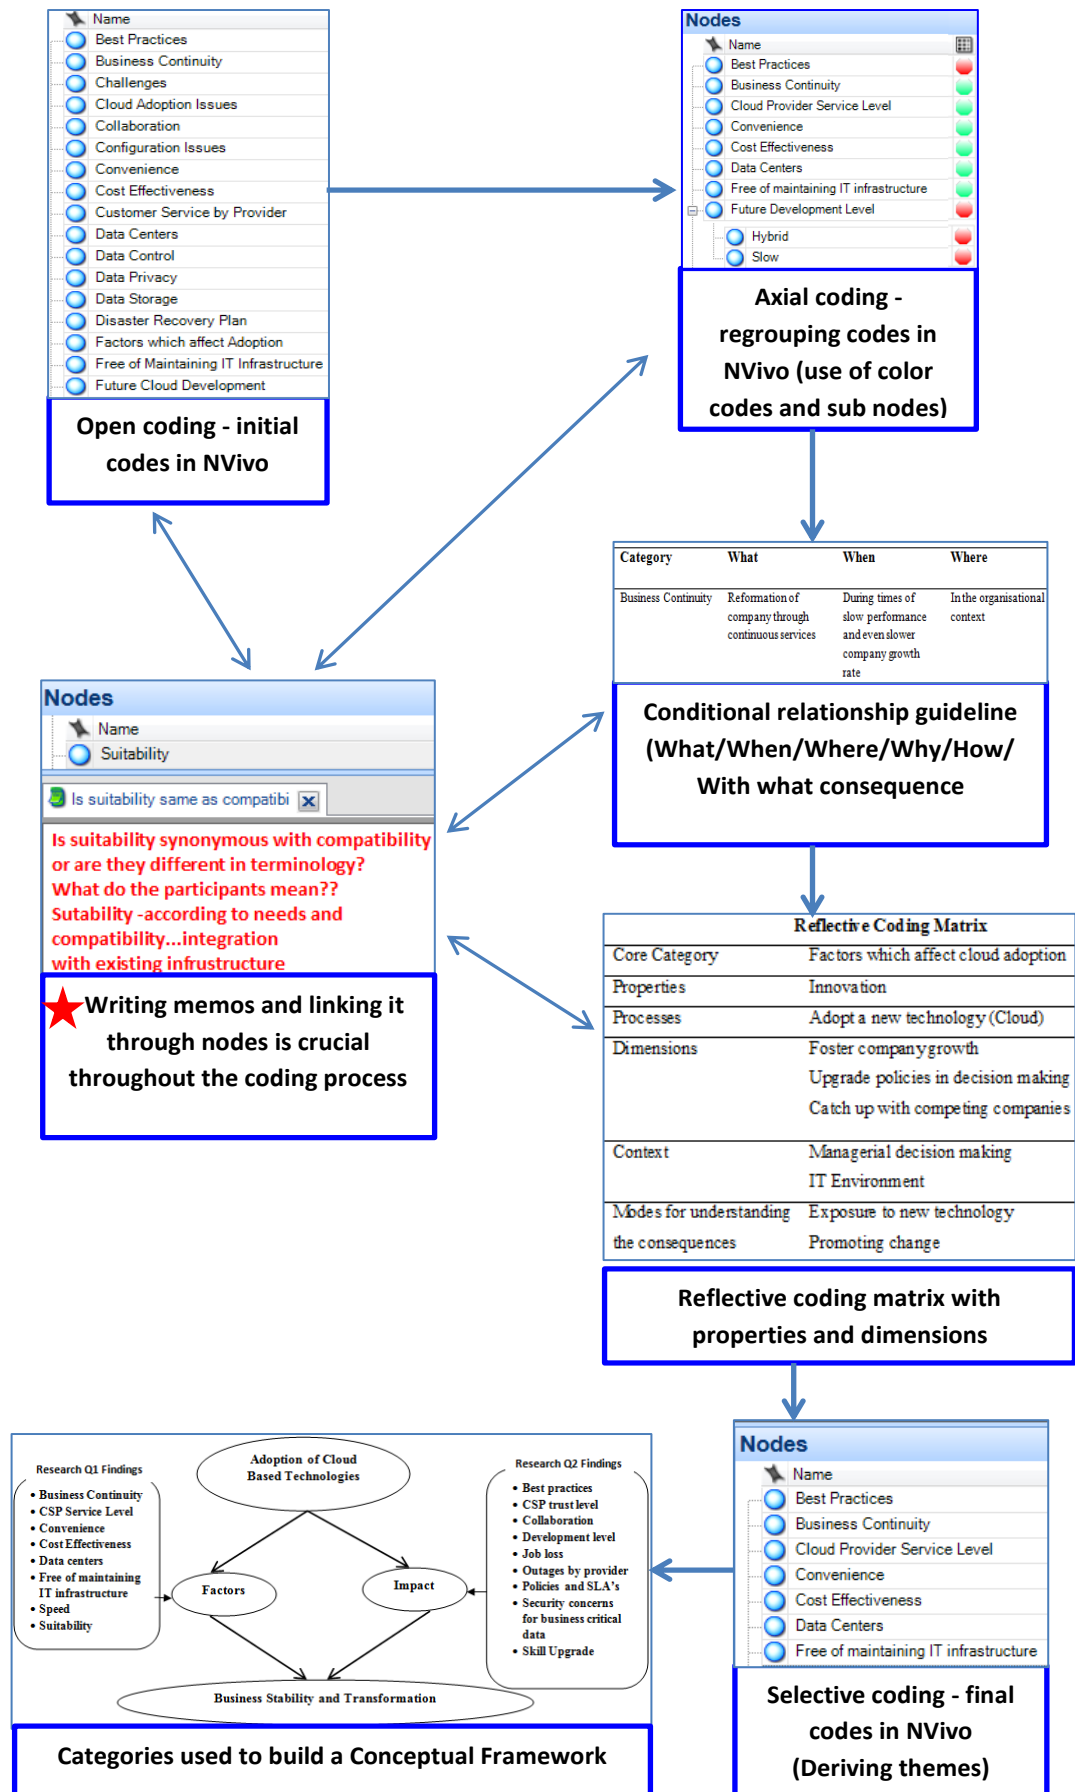 Name
Best Practices
Business Continuity
Challenges
Cloud Adoption Issues
Collaboration
Configuration Issues
Convenience
Cost Effectiveness
Customer Service by Provider
Data Centers
Data Control
Data Privacy
Data Storage
Disaster Recovery Plan
Factors which affect Adoption
Free of Maintaining IT Infrastructure
Future Cloud Development
Open coding - initial
codes in NVivo
Nodes
Name
Best Practices
Business Continuity
Cloud Provider Service Level
Convenience
Cost Effectiveness
Data Centers
Free of maintaining IT infrastructure
Future Development Level
Hybrid
Slow
Axial coding -
regrouping codes in
NVivo (use of color
codes and sub nodes)
Category What When Where
Business Continuity Reformation of During times of In the organisational
company through slow performance context
continuous services and even slower
company growth
rate
Conditional relationship guideline
(What/When/Where/Why/How/
With what consequence
Nodes
Name
Suitability
Is suitability same as compatibi
Is suitability synonymous with compatibility
or are they different in terminology?
What do the participants mean??
Sutability -according to needs and
compatibility...integration
with existing infrustructure
Writing memos and linking it
through nodes is crucial
throughout the coding process
Reflective Coding Matrix
Core Category Factors which affect cloud adoption
Properties Innovation
Processes Adopt a new technology (Cloud)
Dimensions Foster company growth
Upgrade policies in decision making
Catch up with competing companies
Context Managerial decision making
IT Environment
Modes for understanding Exposure to new technology
the consequences Promoting change
Reflective coding matrix with
properties and dimensions
Nodes
Name
Best Practices
Business Continuity
Cloud Provider Service Level
Convenience
Cost Effectiveness
Data Centers
Free of maintaining IT infrastructure
Selective coding - final
codes in NVivo
(Deriving themes)
Adoption of Cloud
Based Technologies
Research Q1 Findings
• Business Continuity
• CSP Service Level
• Convenience
• Cost Effectiveness
• Data centers
• Free of maintaining
IT infrastructure
• Speed
• Suitability
Factors
Impact
Research Q2 Findings
• Best practices
• CSP trust level
• Collaboration
• Development level
• Job loss
• Outages by provider
• Policies and SLA's
• Security concerns
for business critical
data
• Skill Upgrade
Business Stability and Transformation
Categories used to build a Conceptual Framework